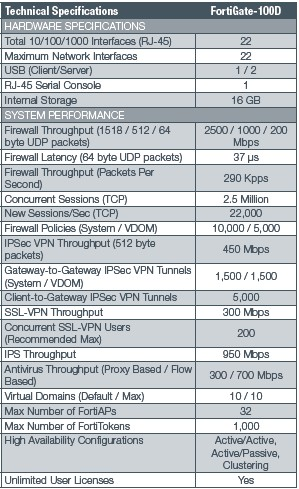 Technical Specifications FortiGate-100D
HARDWARE SPECIFICATIONS
Total 10/100/1000 Interfaces (RJ-45) 22
Maximum Network Interfaces 22
USB (Client/Server) 1 / 2
RJ-45 Serial Console 1
Internal Storage 16 GB
SYSTEM PERFORMANCE
Firewall Throughput (1518 / 512 / 64 2500 / 1000 / 200
byte UDP packets) Mbps
Firewall Latency (64 byte UDP packets) 37 μs
Firewall Throughput (Packets Per
Second) 290 Kpps
Concurrent Sessions (TCP) 2.5 Million
New Sessions/Sec (TCP) 22,000
Firewall Policies (System / VDOM) 10,000 / 5,000
IPSec VPN Throughput (512 byte
packets) 450 Mbps
Gateway-to-Gateway IPSec VPN Tunnels
(System / VDOM) 1,500 / 1,500
Client-to-Gateway IPSec VPN Tunnels 5,000
SSL-VPN Throughput 300 Mbps
Concurrent SSL-VPN Users
(Recommended Max) 200
IPS Throughput 950 Mbps
Antivirus Throughput (Proxy Based / Flow
Based) 300 / 700 Mbps
Virtual Domains (Default / Max) 10 / 10
Max Number of FortiAPs 32
Max Number of FortiTokens 1,000
High Availability Configurations Active/Active,
Active/Passive,
Clustering
Unlimited User Licenses Yes